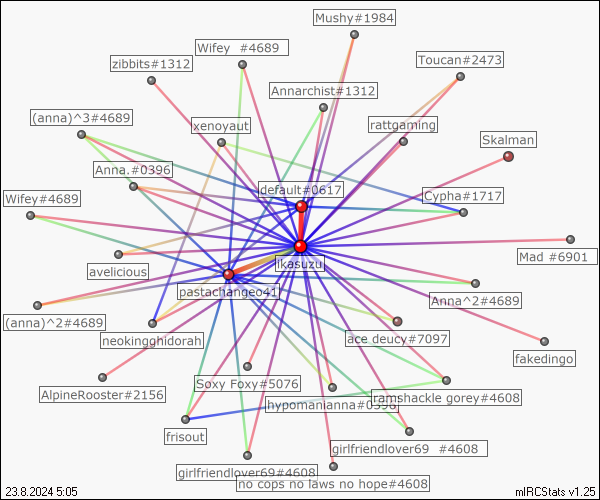 Mushy#1984
Wifey  #4689
zibbits#1312
Toucan#2473
Annarchist#1312
(anna)^3#4689
xenoyaut
rattgaming
Skalman
Anna.#0396
default#0617
Wifey#4689
Cypha#1717
Mad #6901
ikasuzu
avelicious
pastachangeo41
Anna^2#4689
(anna)^2#4689
neokingghidorah
ace deucy#7097
fakedingo
AlpineRooster#2156
Soxy Foxy#5076
ramshackle gorey#4608
hypomanianna#0396
frisout
girlfriendlover69  #4608
girlfriendlover69#4608
no cops no laws no hope#4608
23.8.2024 5:05
mIRCStats v1.25